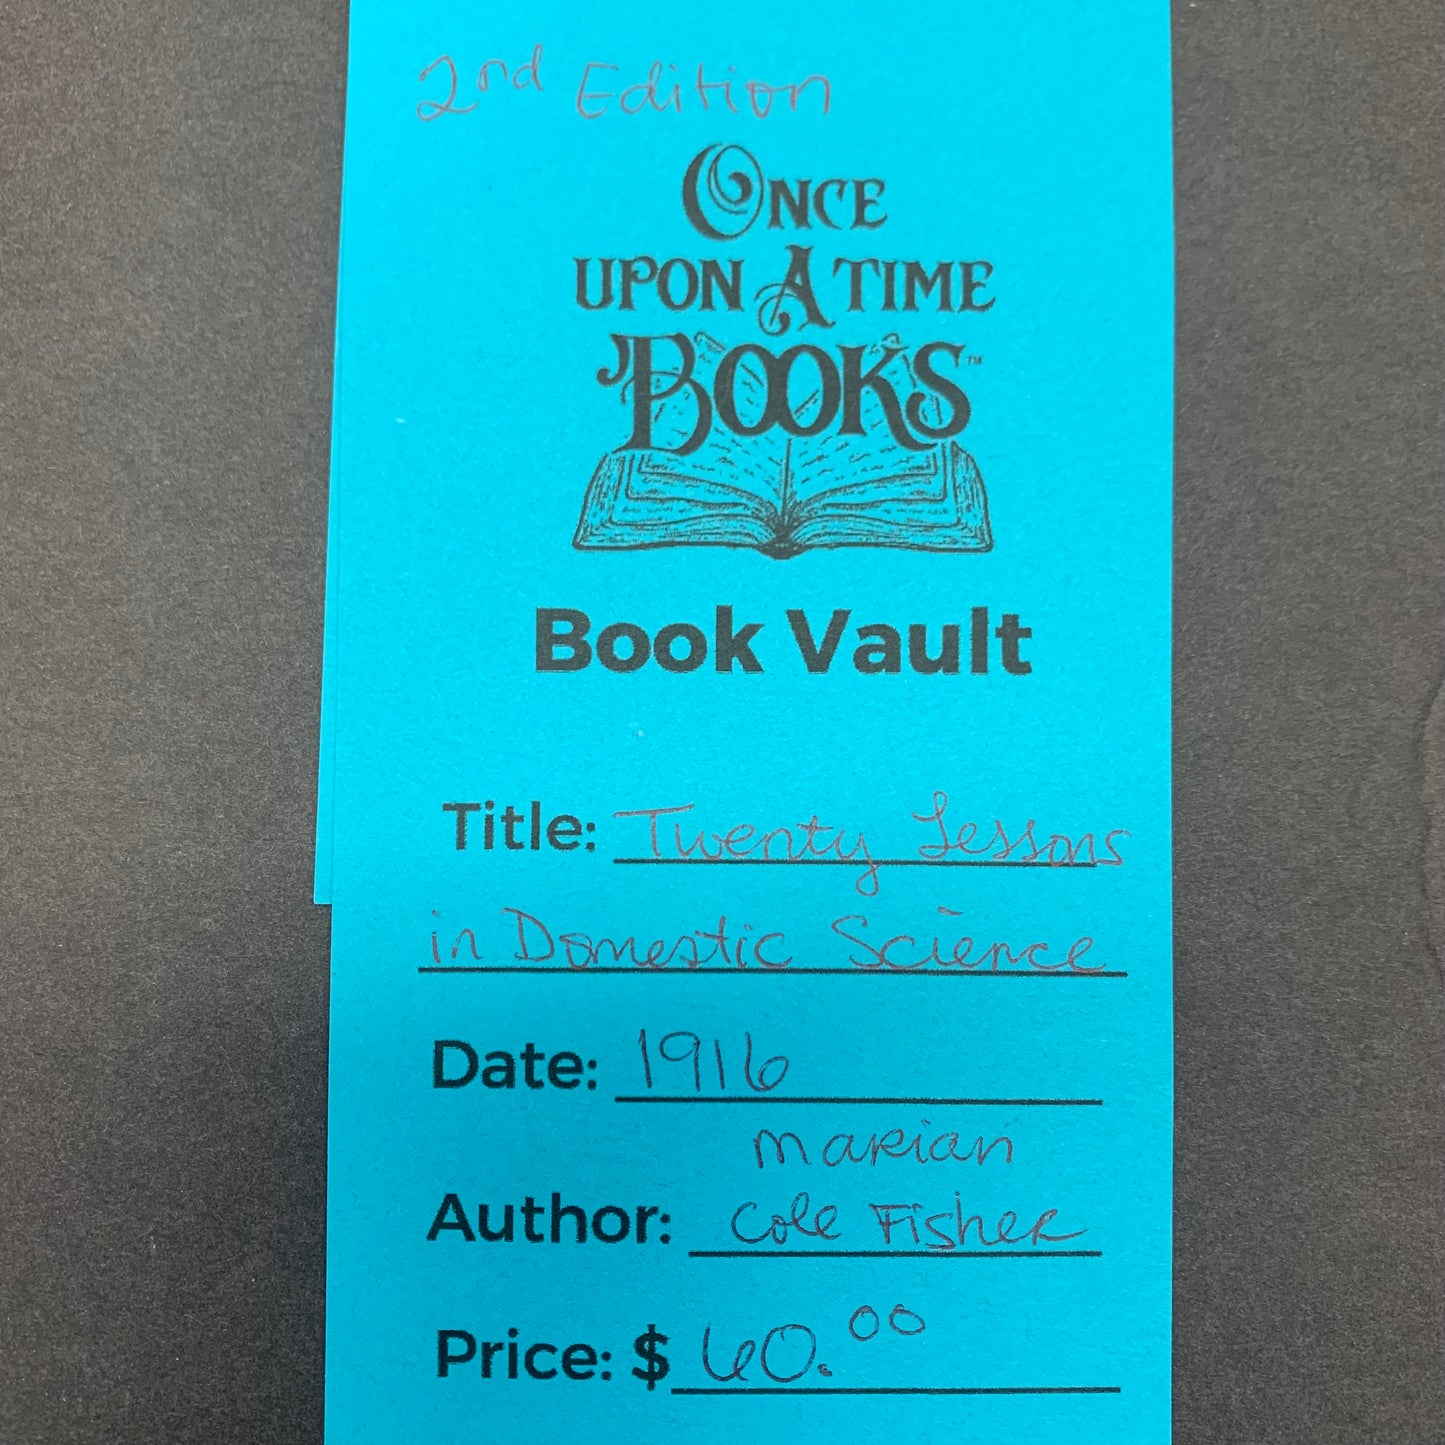 2nd Edition
ONCE
UPON A TIME
BOOKS™
Book Vault
Title: Twenty Lessons
in Domestic Science
Date: 1916
Marian
Author: Cole Fisher
Price: $60.00